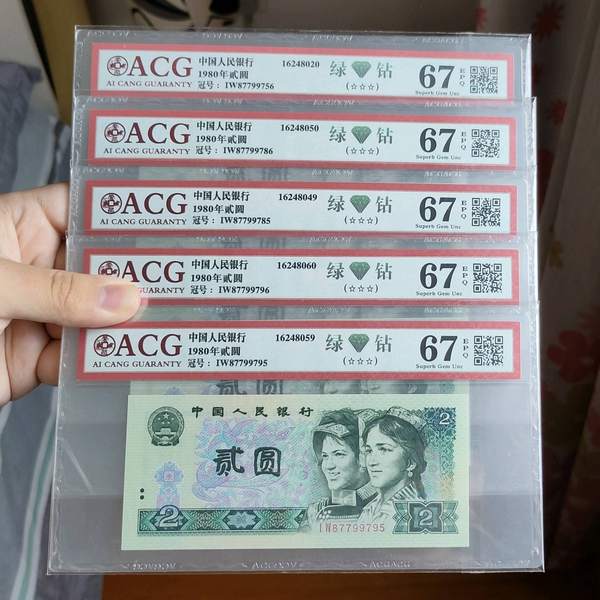 ACG
AI CANG GUARANTY
中国人民银行 16248020
1980年贰圆
冠号：IW87799756
绿 钻
(☆☆☆)
67 EPQ
Superb Gem Unc
ACG
AI CANG GUARANTY
中国人民银行 16248050
1980年贰圆
冠号：IW87799786
绿 钻
(☆☆☆)
67 EPQ
Superb Gem Unc
ACG
AI CANG GUARANTY
中国人民银行 16248049
1980年贰圆
冠号：IW87799785
绿 钻
(☆☆☆)
67 EPQ
Superb Gem Unc
ACG
GUARANTY
中国人民银行 16248060
1980年贰圆
冠号：IW87799796
绿 钻
(☆☆☆)
67 EPQ
Superb Gem Unc
ACG
AI CANG GUARANTY
中国人民银行 16248059
1980年贰圆
冠号：IW87799795
绿 钻
(☆☆☆)
67 EPQ
Superb Gem Unc
中国人民银行
贰圆
2
2
2
IW87799795